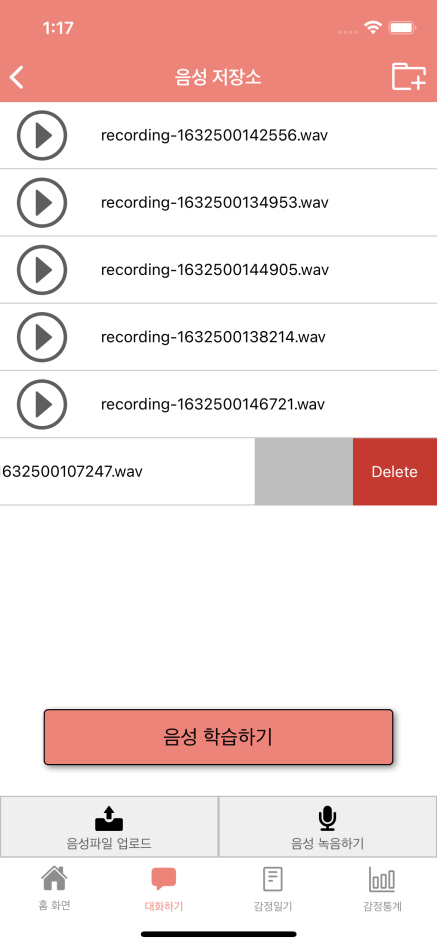 1:17
음성 저장소
recording-1632500142556.wav
recording-1632500134953.wav
recording-1632500144905.wav
recording-1632500138214.wav
recording-1632500146721.wav
1632500107247.wav
Delete
음성 학습하기
음성파일 업로드
음성 녹음하기
홈 화면
대화하기
감정일기
감정통계